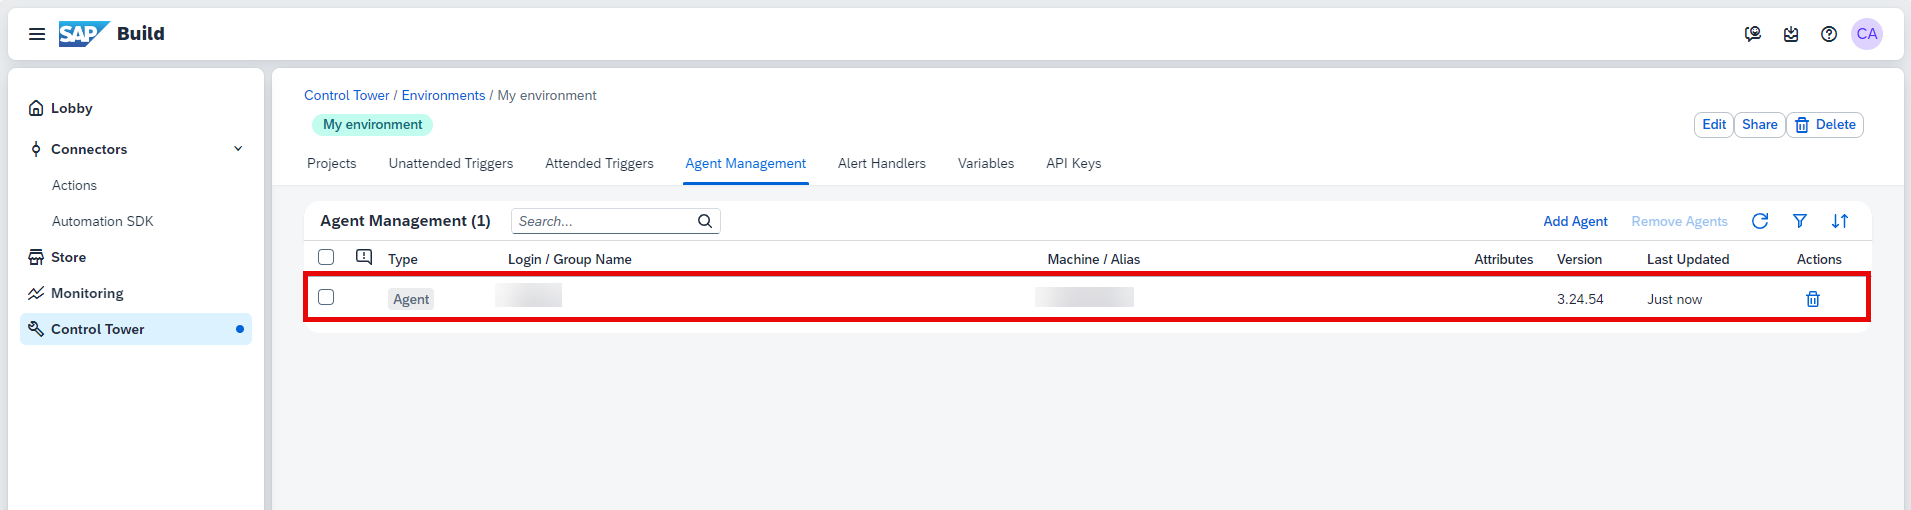 SAP Build
CA
Lobby
Connectors
Actions
Automation SDK
Store
Monitoring
Control Tower
Control Tower / Environments / My environment
My environment
Edit Share Delete
Projects Unattended Triggers Attended Triggers Agent Management Alert Handlers Variables API Keys
Agent Management (1) Search... Add Agent Remove Agents
Type Login / Group Name Machine / Alias Attributes Version Last Updated Actions
Agent 3.24.54 Just now